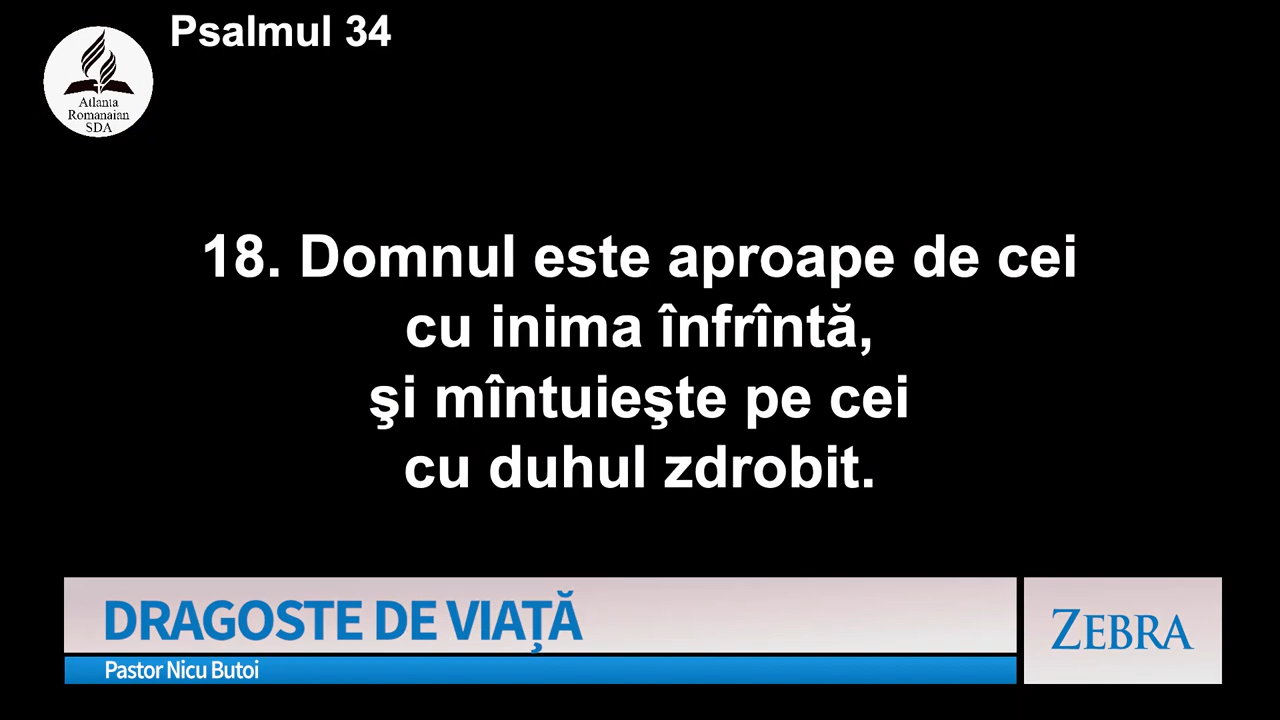 Psalmul 34
Atlanta
Romanaian
SDA
18. Domnul este aproape de cei
cu inima înfrîntă,
şi mîntuieşte pe cei
cu duhul zdrobit.
DRAGOSTE DE VIAȚĂ
Pastor Nicu Butoi
ZEBRA